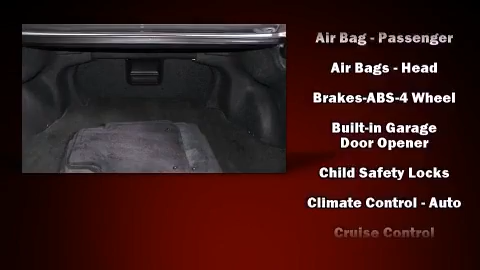 Air Bag - Passenger
Air Bags - Head
Brakes-ABS-4 Wheel
Built-in Garage
Door Opener
Child Safety Locks
Climate Control - Auto
Cruise Control